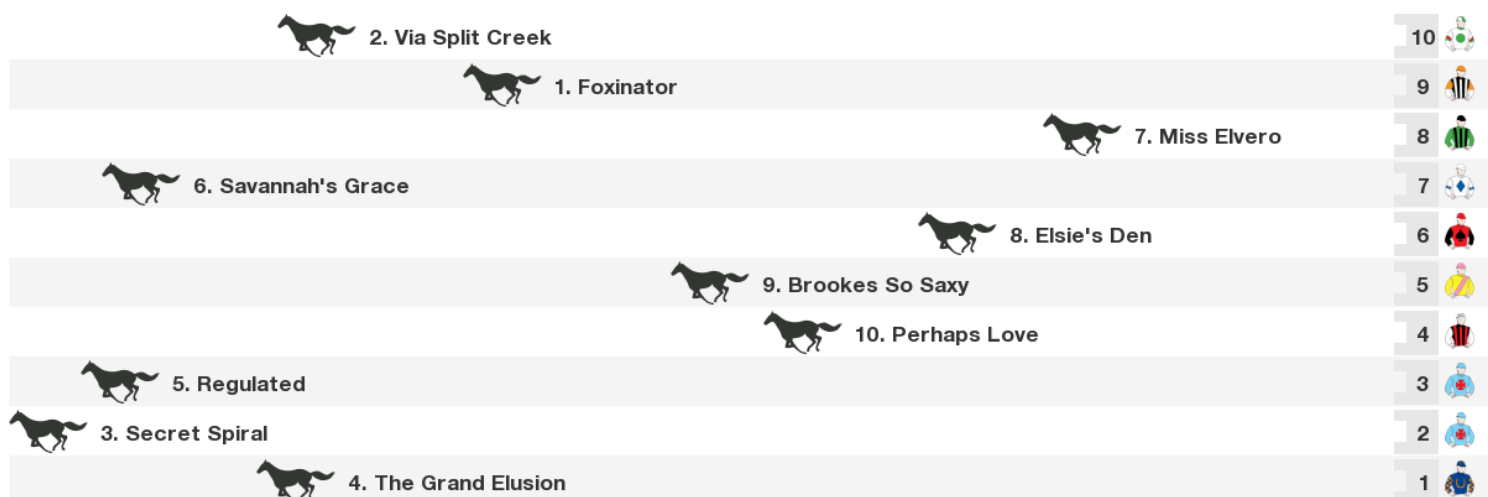 2. Via Split Creek 10
1. Foxinator 9
7. Miss Elvero 8
6. Savannah's Grace 7
8. Elsie's Den 6
9. Brookes So Saxy 5
10. Perhaps Love 4
5. Regulated 3
3. Secret Spiral 2
4. The Grand Elusion 1